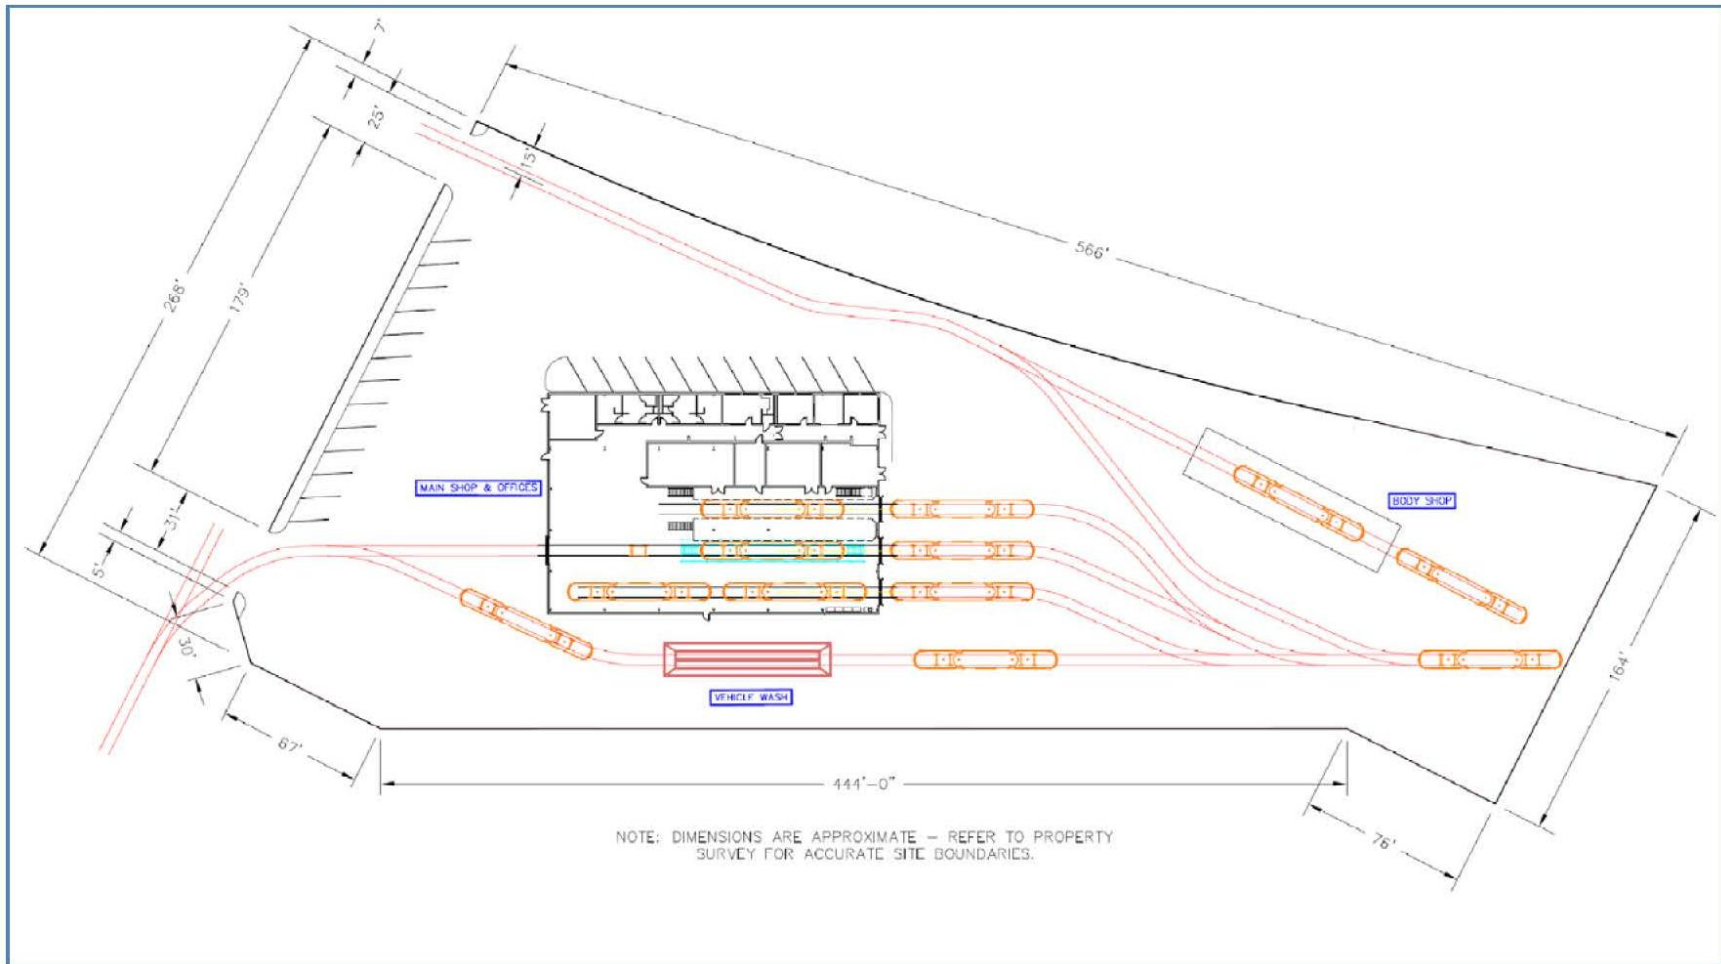 7'
25'
15'
566'
268'
179'
MAIN SHOP & OFFICES
BODY SHOP
31'
5'
30'
164'
VEHICLE WASH
67'
444'-0"
76'
NOTE: DIMENSIONS ARE APPROXIMATE – REFER TO PROPERTY
SURVEY FOR ACCURATE SITE BOUNDARIES.